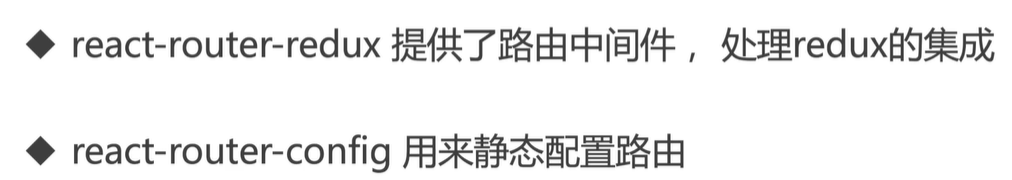 ◆ react-router-redux 提供了路由中间件，处理redux的集成
◆ react-router-config 用来静态配置路由